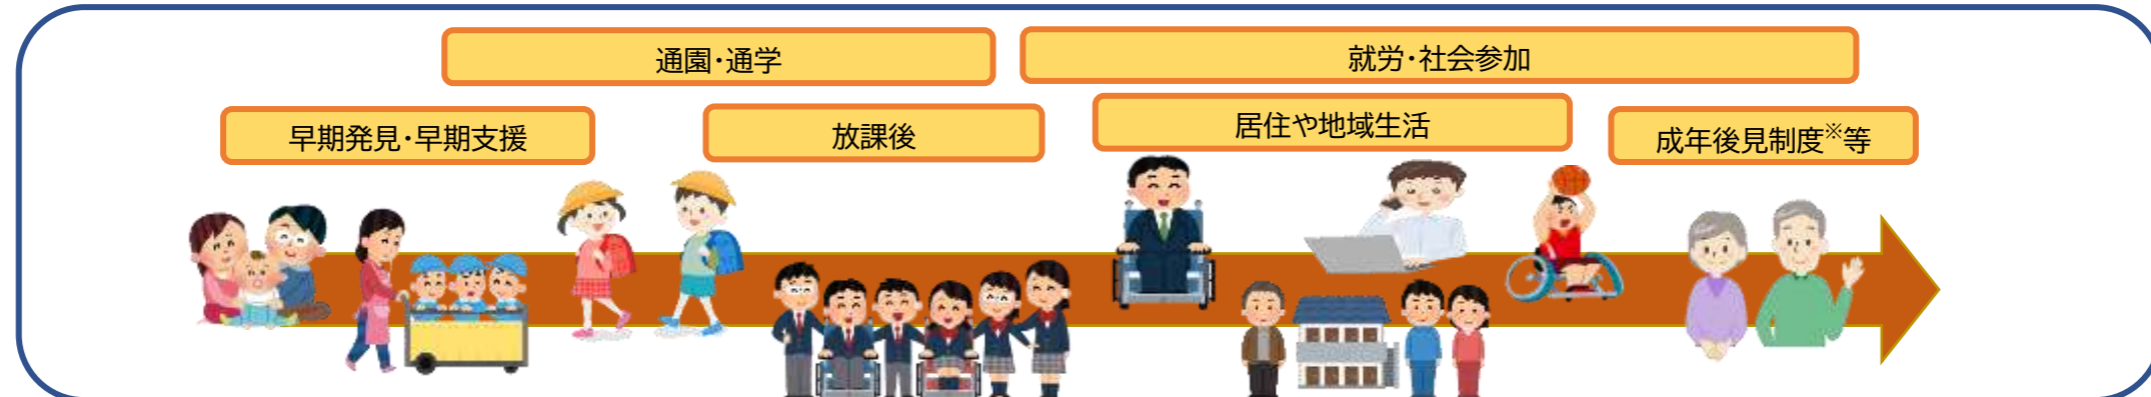 通園･通学
就労･社会参加
早期発見･早期支援
放課後
居住や地域生活
成年後見制度※等